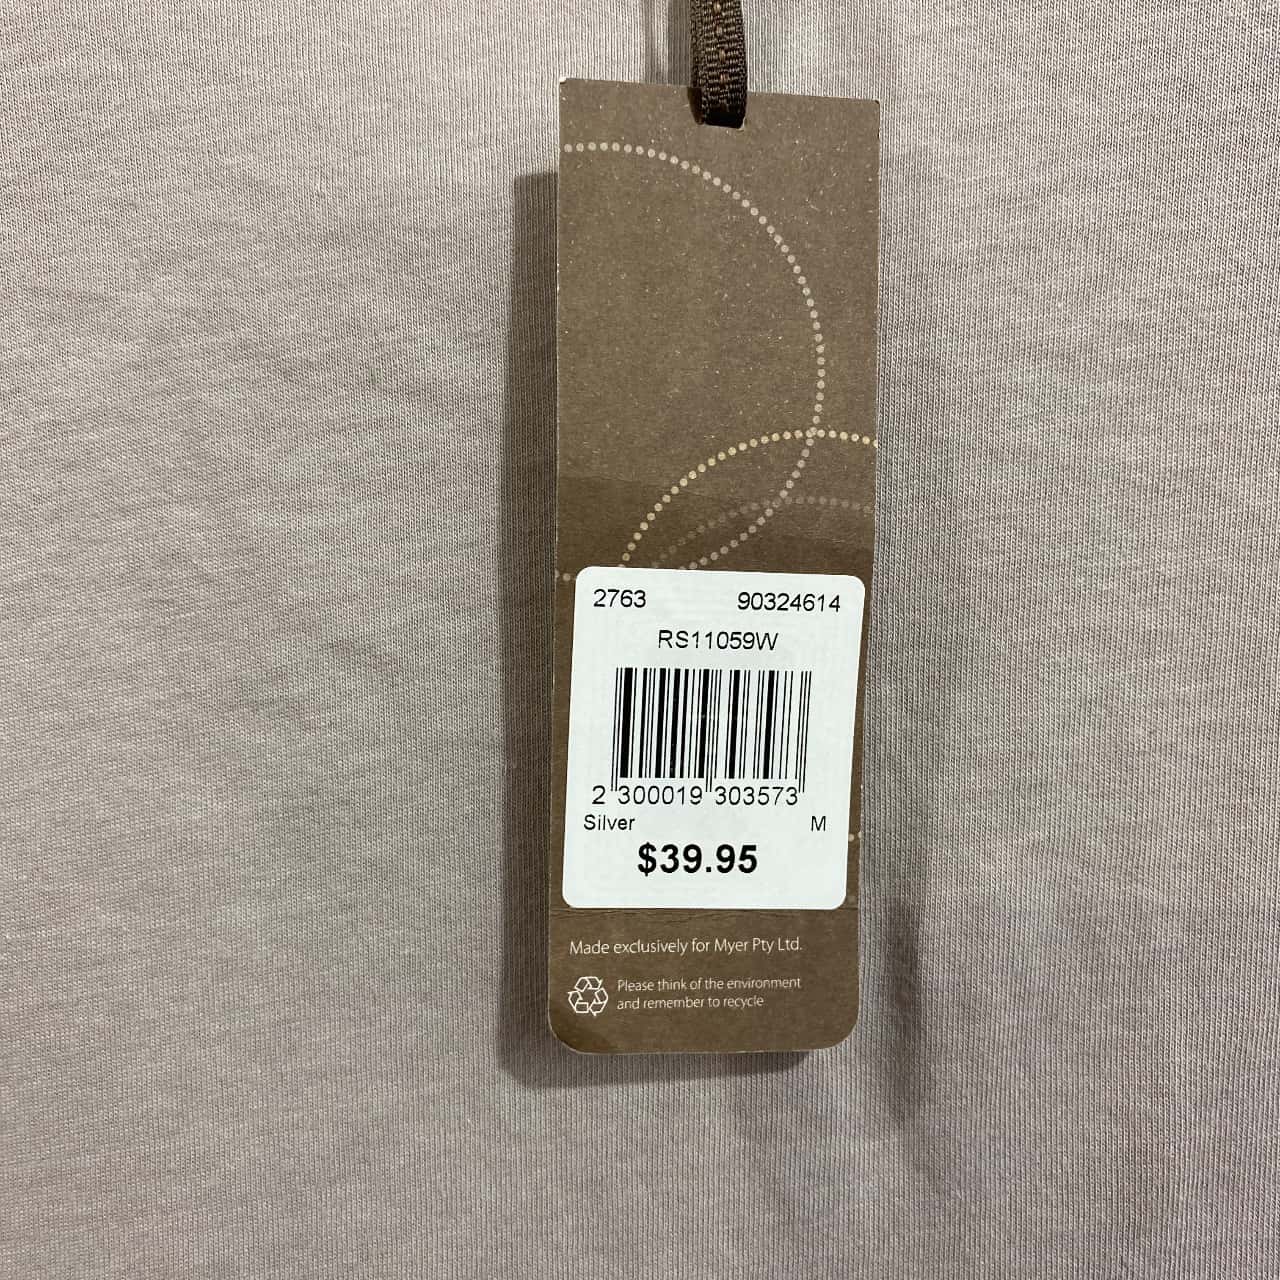 2763 90324614
RS11059W
2 300019 303573
Silver M
$39.95
Made exclusively for Myer Pty Ltd.
Please think of the environment
and remember to recycle